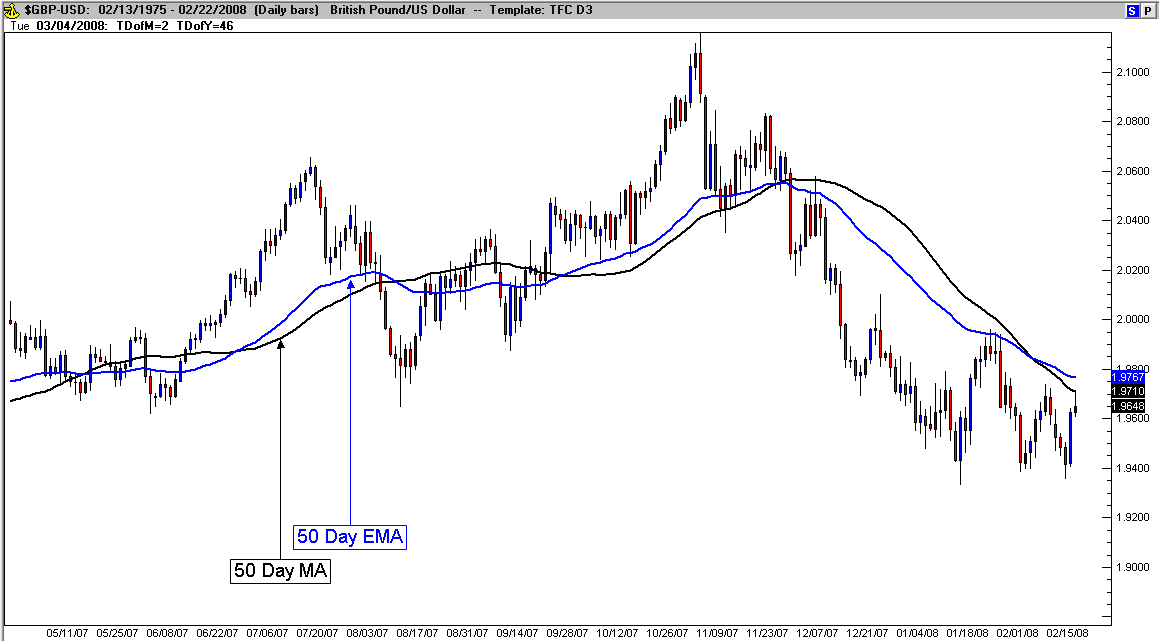 $GBP-USD: 02/13/1975 - 02/22/2008 (Daily bars) British Pound/US Dollar -- Template: TFC D3
S P
Tue 03/04/2008: TDofM=2 TDofY=46
2.1000
2.0800
2.0600
2.0400
2.0200
2.0000
1.9800
1.9767
1.9710
1.9648
1.9600
1.9400
1.9200
1.9000
50 Day EMA
50 Day MA
05/11/07 05/25/07 06/08/07 06/22/07 07/06/07 07/20/07 08/03/07 08/17/07 08/31/07 09/14/07 09/28/07 10/12/07 10/26/07 11/09/07 11/23/07 12/07/07 12/21/07 01/04/08 01/18/08 02/01/08 02/15/08